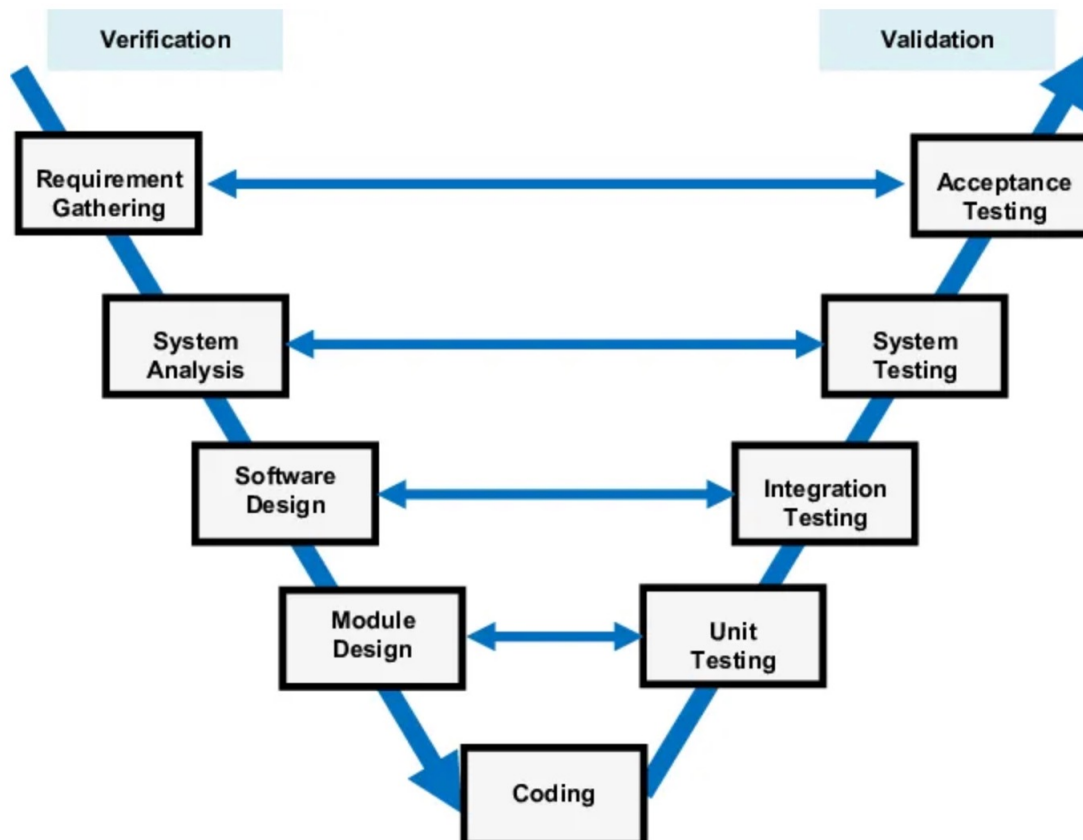 Verification
Validation
Requirement
Gathering
Acceptance
Testing
System
Analysis
System
Testing
Software
Design
Integration
Testing
Module
Design
Unit
Testing
Coding